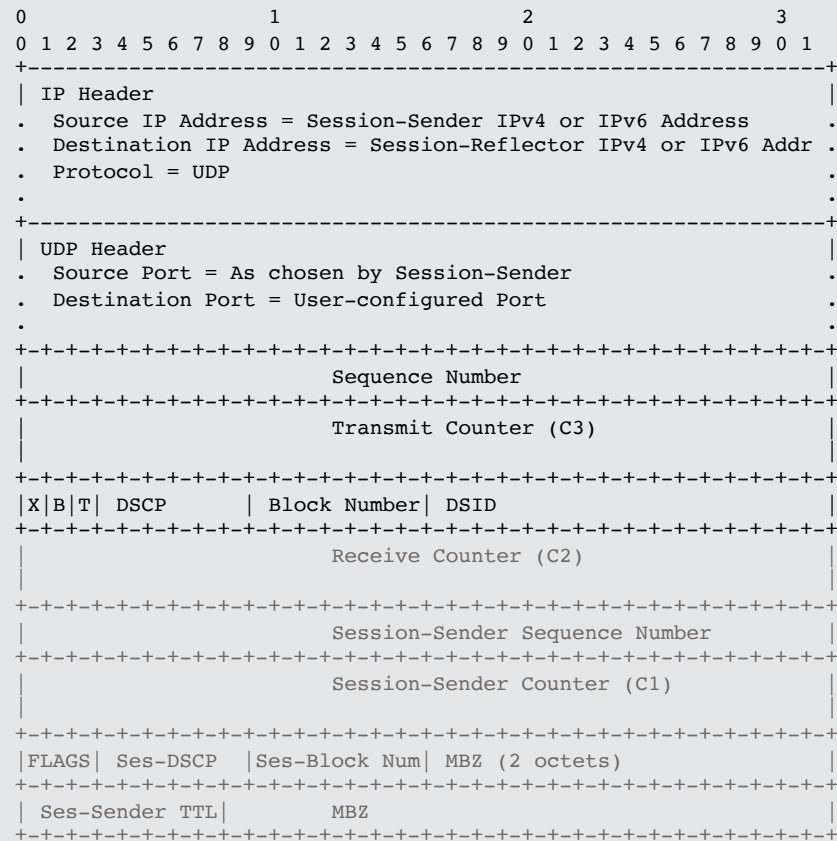 0                   1                   2                   3
0 1 2 3 4 5 6 7 8 9 0 1 2 3 4 5 6 7 8 9 0 1 2 3 4 5 6 7 8 9 0 1
+---------------------------------------------------------------+
| IP Header                                                     |
.  Source IP Address = Session-Sender IPv4 or IPv6 Address      .
.  Destination IP Address = Session-Reflector IPv4 or IPv6 Addr .
.  Protocol = UDP                                               .
.                                                               .
+---------------------------------------------------------------+
| UDP Header                                                    |
.  Source Port = As chosen by Session-Sender                    .
.  Destination Port = User-configured Port                      .
.                                                               .
+-+-+-+-+-+-+-+-+-+-+-+-+-+-+-+-+-+-+-+-+-+-+-+-+-+-+-+-+-+-+-+-+
|                        Sequence Number                        |
+-+-+-+-+-+-+-+-+-+-+-+-+-+-+-+-+-+-+-+-+-+-+-+-+-+-+-+-+-+-+-+-+
|                        Transmit Counter (C3)                  |
|                                                               |
+-+-+-+-+-+-+-+-+-+-+-+-+-+-+-+-+-+-+-+-+-+-+-+-+-+-+-+-+-+-+-+-+
|X|B|T| DSCP      | Block Number| DSID                          |
+-+-+-+-+-+-+-+-+-+-+-+-+-+-+-+-+-+-+-+-+-+-+-+-+-+-+-+-+-+-+-+-+
|                        Receive Counter (C2)                   |
|                                                               |
+-+-+-+-+-+-+-+-+-+-+-+-+-+-+-+-+-+-+-+-+-+-+-+-+-+-+-+-+-+-+-+-+
|                        Session-Sender Sequence Number         |
+-+-+-+-+-+-+-+-+-+-+-+-+-+-+-+-+-+-+-+-+-+-+-+-+-+-+-+-+-+-+-+-+
|                        Session-Sender Counter (C1)            |
|                                                               |
+-+-+-+-+-+-+-+-+-+-+-+-+-+-+-+-+-+-+-+-+-+-+-+-+-+-+-+-+-+-+-+-+
|FLAGS| Ses-DSCP  |Ses-Block Num| MBZ (2 octets)                |
+-+-+-+-+-+-+-+-+-+-+-+-+-+-+-+-+-+-+-+-+-+-+-+-+-+-+-+-+-+-+-+-+
| Ses-Sender TTL|        MBZ                                    |
+-+-+-+-+-+-+-+-+-+-+-+-+-+-+-+-+-+-+-+-+-+-+-+-+-+-+-+-+-+-+-+-+